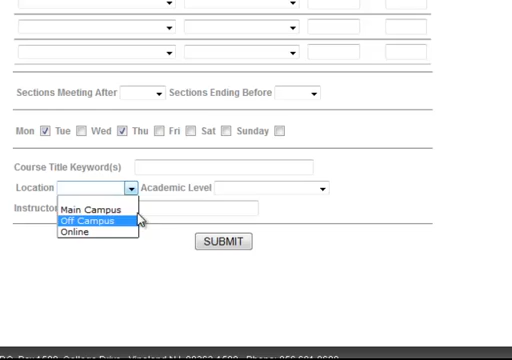 Sections Meeting After Sections Ending Before
Mon Tue Wed Thu Fri Sat Sunday
Course Title Keyword(s)
Location Academic Level
Main Campus
Instructor
Off Campus
Online
SUBMIT